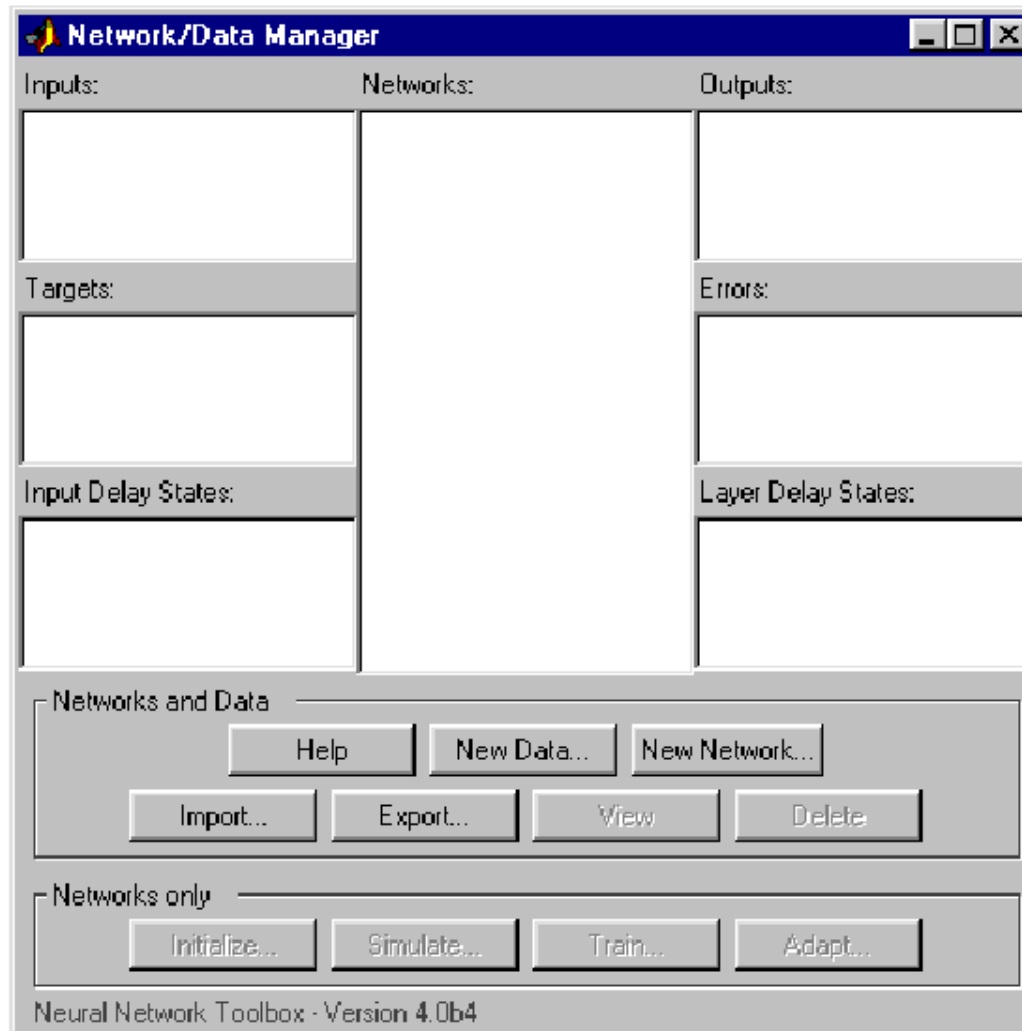 Network/Data Manager
Inputs: Networks: Outputs:
Targets: Errors:
Input Delay States: Layer Delay States:
Networks and Data
Help New Data... New Network...
Import... Export... View Delete
Networks only
Initialize... Simulate... Train... Adapt...
Neural Network Toolbox - Version 4.0b4